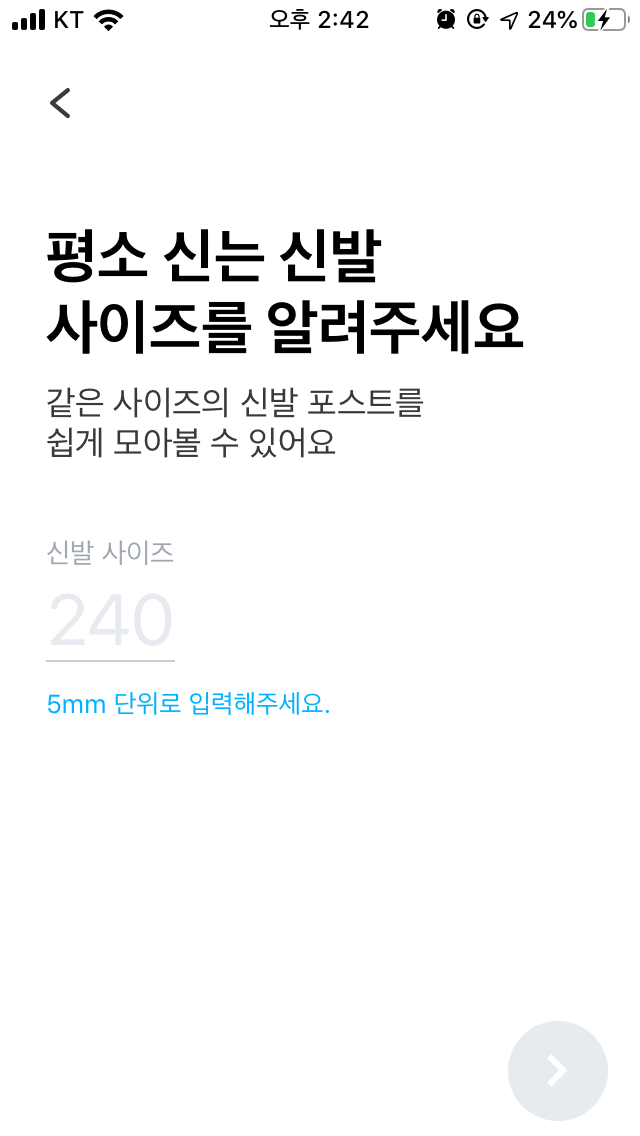 KT 오후 2:42 24%
평소 신는 신발
사이즈를 알려주세요
같은 사이즈의 신발 포스트를
쉽게 모아볼 수 있어요
신발 사이즈
240
5mm 단위로 입력해주세요.